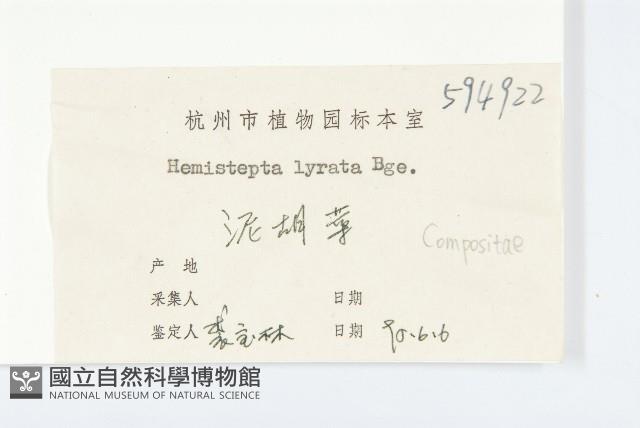 594922
杭州市植物园标本室
Hemistepta lyrata Bge.
泥胡菜
Compositae
产 地
采集人 日期
鉴定人 裘宝林 日期 90.6.6
國立自然科學博物館
NATIONAL MUSEUM OF NATURAL SCIENCE